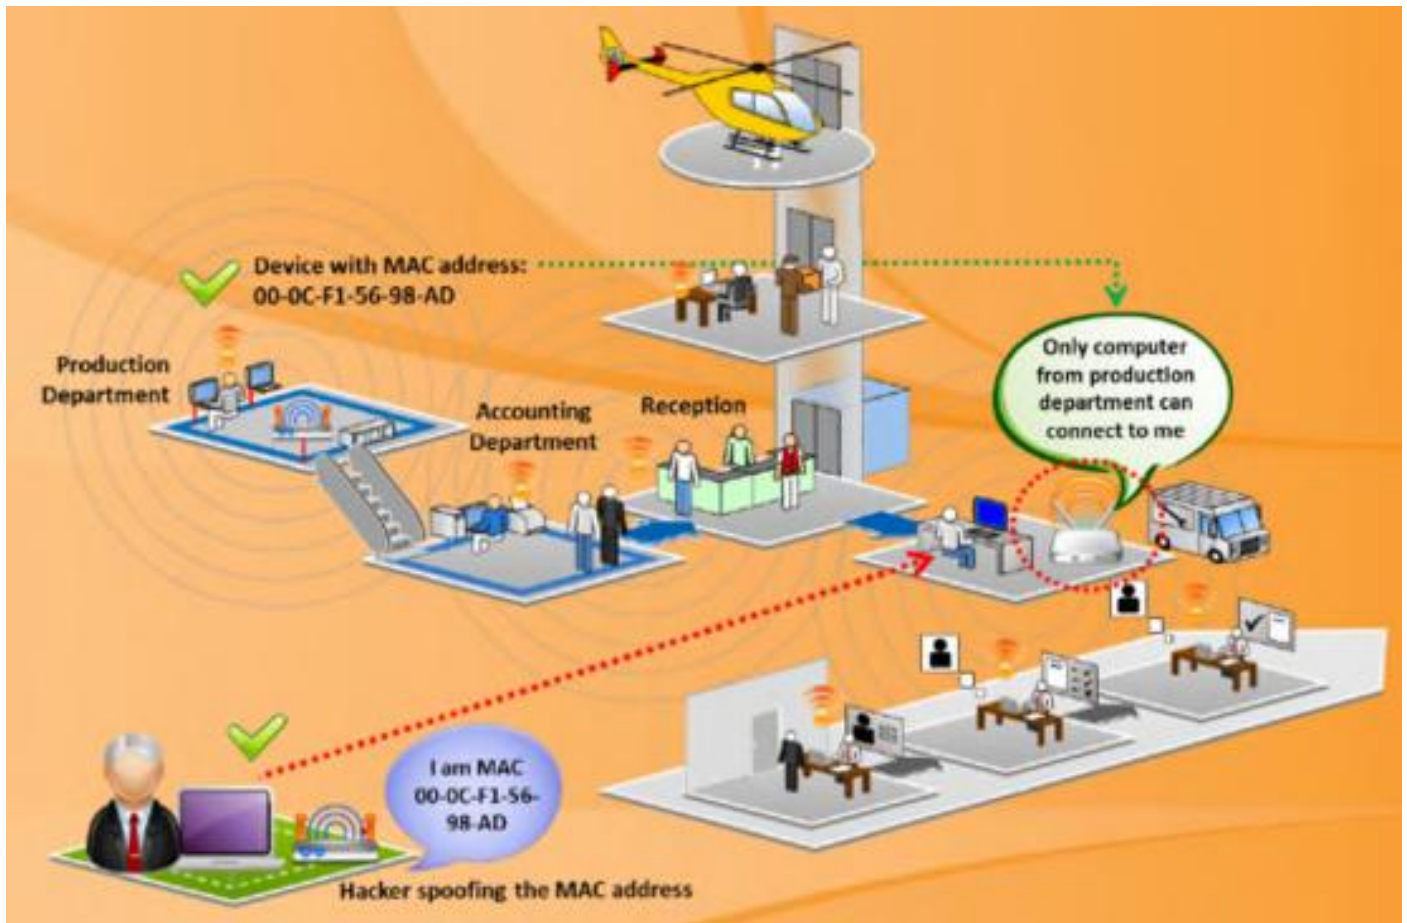 Device with MAC address:
00-0C-F1-56-98-AD
Production
Department
Accounting
Department
Reception
Only computer
from production
department can
connect to me
I am MAC
00-0C-F1-56-
98-AD
Hacker spoofing the MAC address